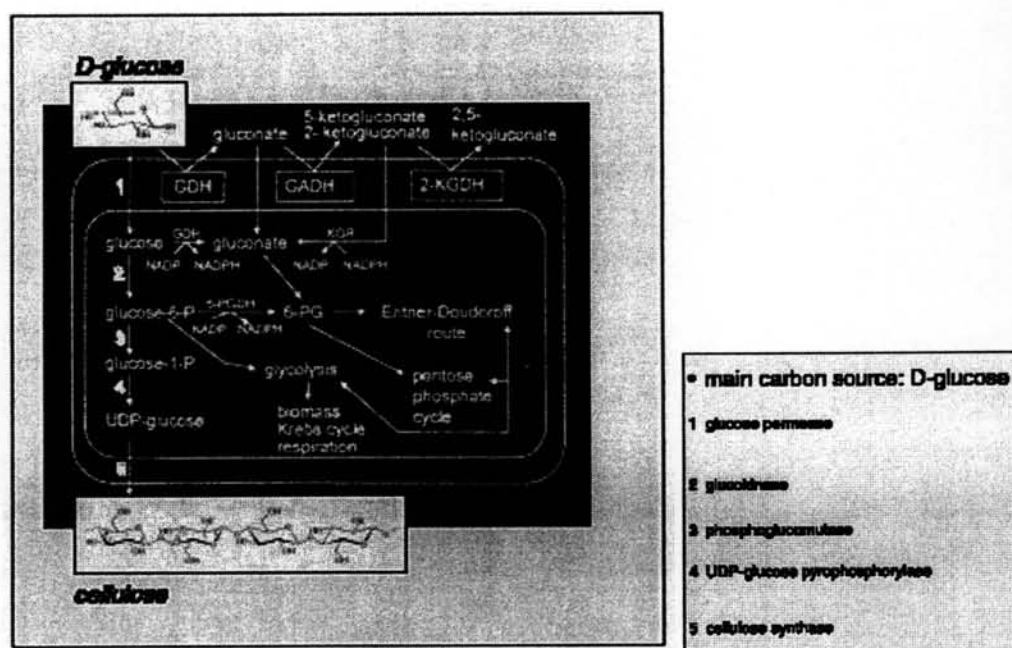 D-glucose
gluconate
5-ketogluconate
2- ketogluconate
2,5-
ketogluconate
1
GDH
GADH
2-KGDH
glucose
GDH
gluconate
KGR
NADP NADPH
NADP NADPH
2
glucose-6-P
6-PG
Entner-Doudoroff
route
NADP NADPH
3
glucose-1-P
glycolysis
pentose
phosphate
cycle
4
UDP-glucose
biomass
Krebs cycle
respiration
5
cellulose
• main carbon source: D-glucose
1 glucose permease
2 glucokinase
3 phosphoglucomutase
4 UDP-glucose pyrophosphorylase
5 cellulose synthase